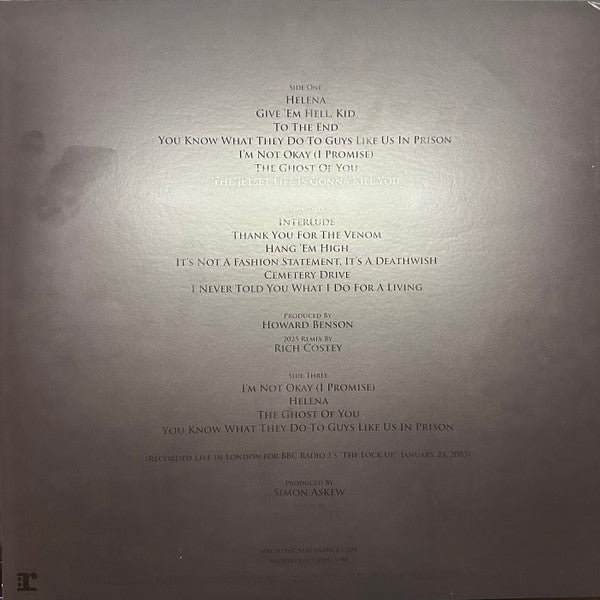 Side One
Helena
Give 'Em Hell, Kid
To The End
You Know What They Do To Guys Like Us In Prison
I'm Not Okay (I Promise)
The Ghost Of You
The Jetset Life Is Gonna Kill You
Interlude
Thank You For The Venom
Hang 'Em High
It's Not A Fashion Statement, It's A Deathwish
Cemetery Drive
I Never Told You What I Do For A Living
Produced By
Howard Benson
2025 Remix By
Rich Costey
Side Three
I'm Not Okay (I Promise)
Helena
The Ghost Of You
You Know What They Do To Guys Like Us In Prison
(Recorded Live in London for BBC Radio 1's "The Lock Up," January 23, 2005)
Produced By
Simon Askew
By
mychemicalromance.com
warnerrecords.com
r